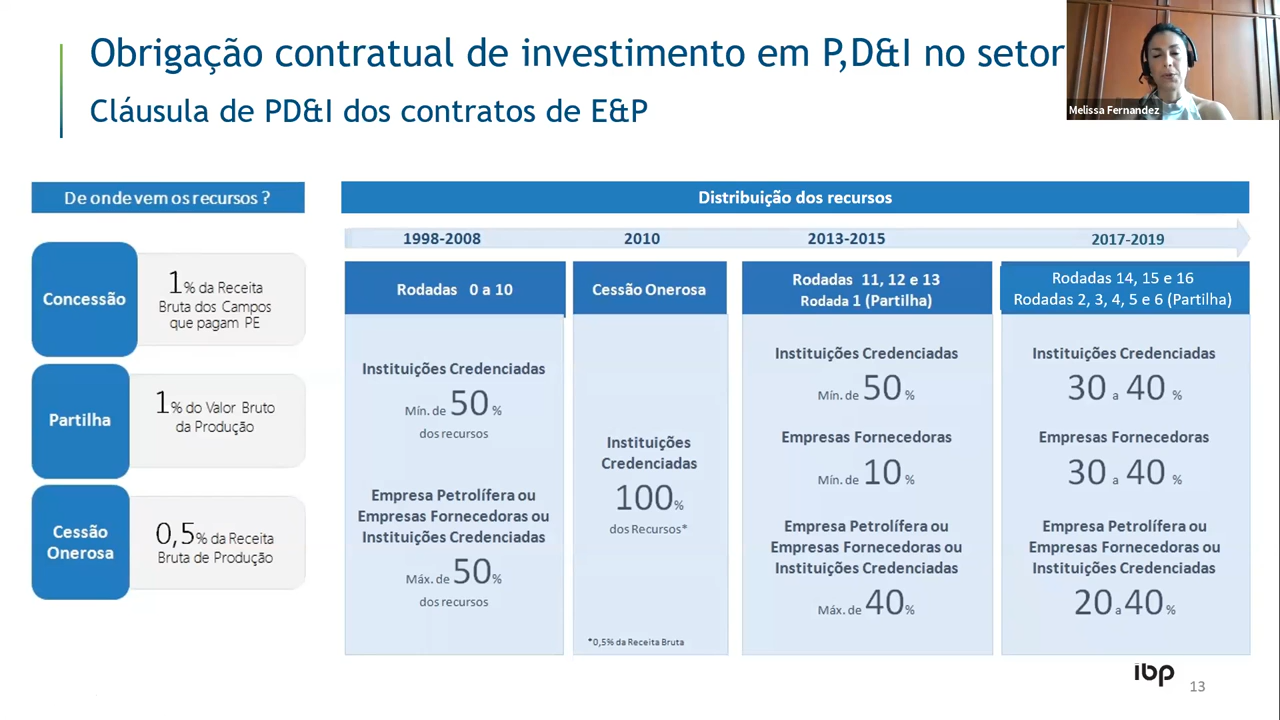 Obrigação contratual de investimento em P,D&I no setor
Cláusula de PD&I dos contratos de E&P
Melissa Fernandez
De onde vem os recursos ?
Concessão
1% da Receita
Bruta dos Campos
que pagam PE
Partilha
1% do Valor Bruto
da Produção
Cessão
Onerosa
0,5% da Receita
Bruta de Produção
Distribuição dos recursos
1998-2008
2010
2013-2015
2017-2019
Rodadas 0 a 10
Instituições Credenciadas
Mín. de 50 %
dos recursos
Empresa Petrolífera ou
Empresas Fornecedoras ou
Instituições Credenciadas
Máx. de 50 %
dos recursos
Cessão Onerosa
Instituições
Credenciadas
100%
dos Recursos*
*0,5% da Receita Bruta
Rodadas 11, 12 e 13
Rodada 1 (Partilha)
Instituições Credenciadas
Mín. de 50 %
Empresas Fornecedoras
Mín. de 10 %
Empresa Petrolífera ou
Empresas Fornecedoras ou
Instituições Credenciadas
Máx. de 40 %
Rodadas 14, 15 e 16
Rodadas 2, 3, 4, 5 e 6 (Partilha)
Instituições Credenciadas
30 a 40 %
Empresas Fornecedoras
30 a 40 %
Empresa Petrolífera ou
Empresas Fornecedoras ou
Instituições Credenciadas
20 a 40 %
ibp
13